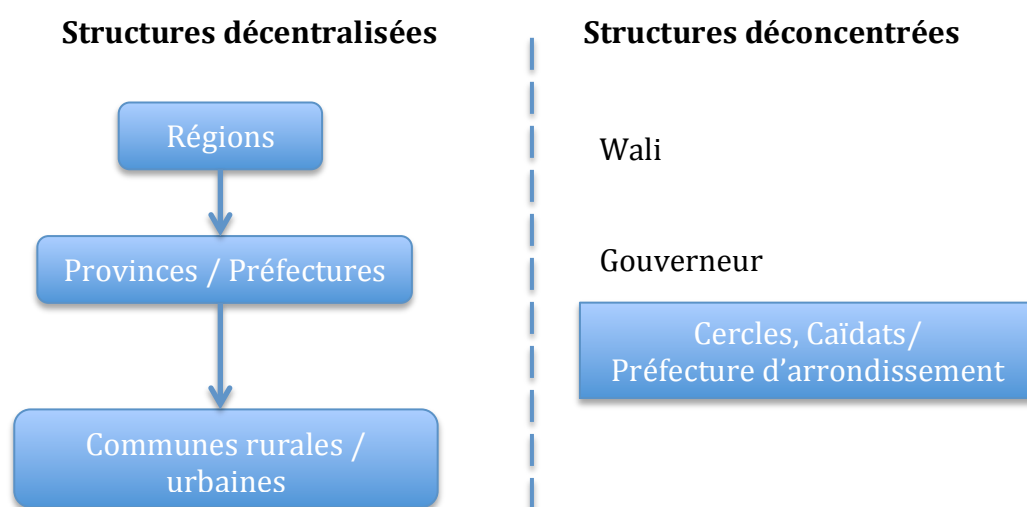 Structures décentralisées
Structures déconcentrées
Régions
Wali
Provinces / Préfectures
Gouverneur
Cercles, Caïdats/
Préfecture d’arrondissement
Communes rurales /
urbaines